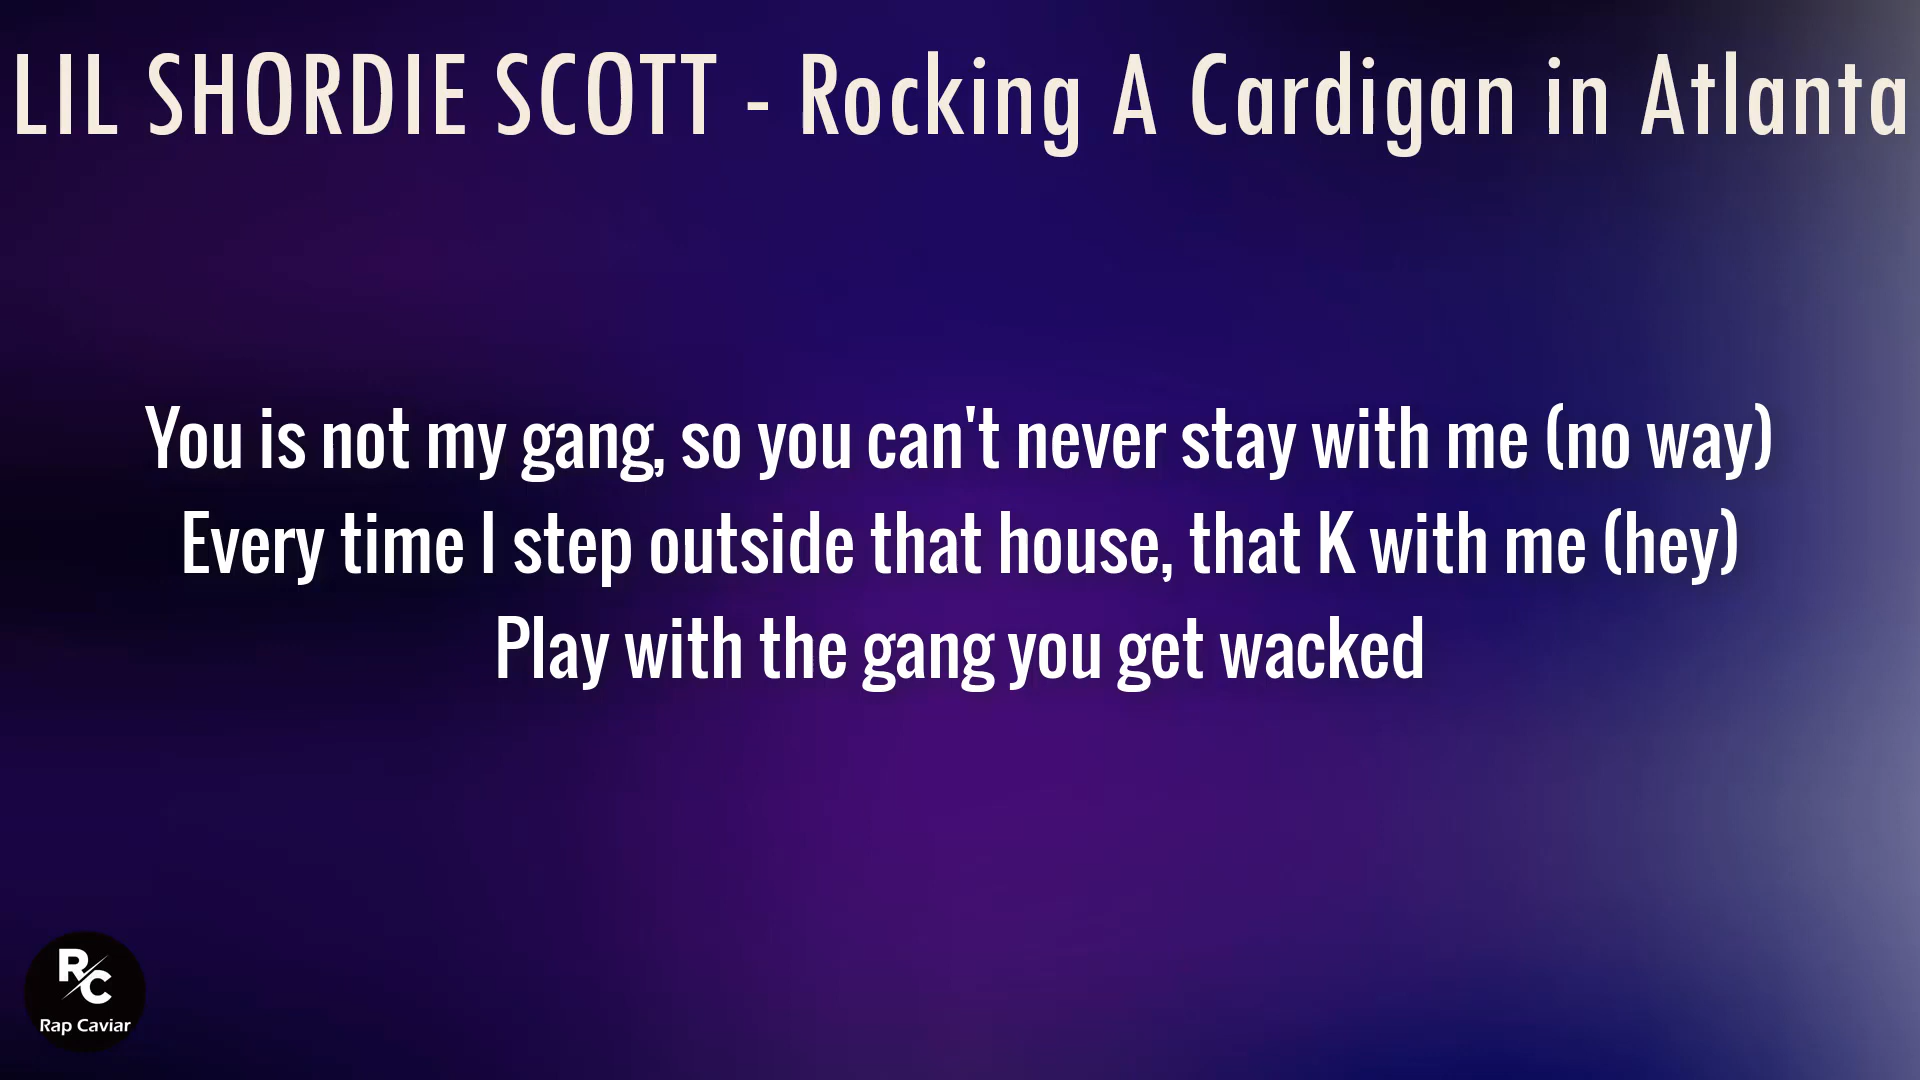 LIL SHORDIE SCOTT - Rocking A Cardigan in Atlanta
You is not my gang, so you can't never stay with me (no way)
Every time I step outside that house, that K with me (hey)
Play with the gang you get wacked
R/C
Rap Caviar